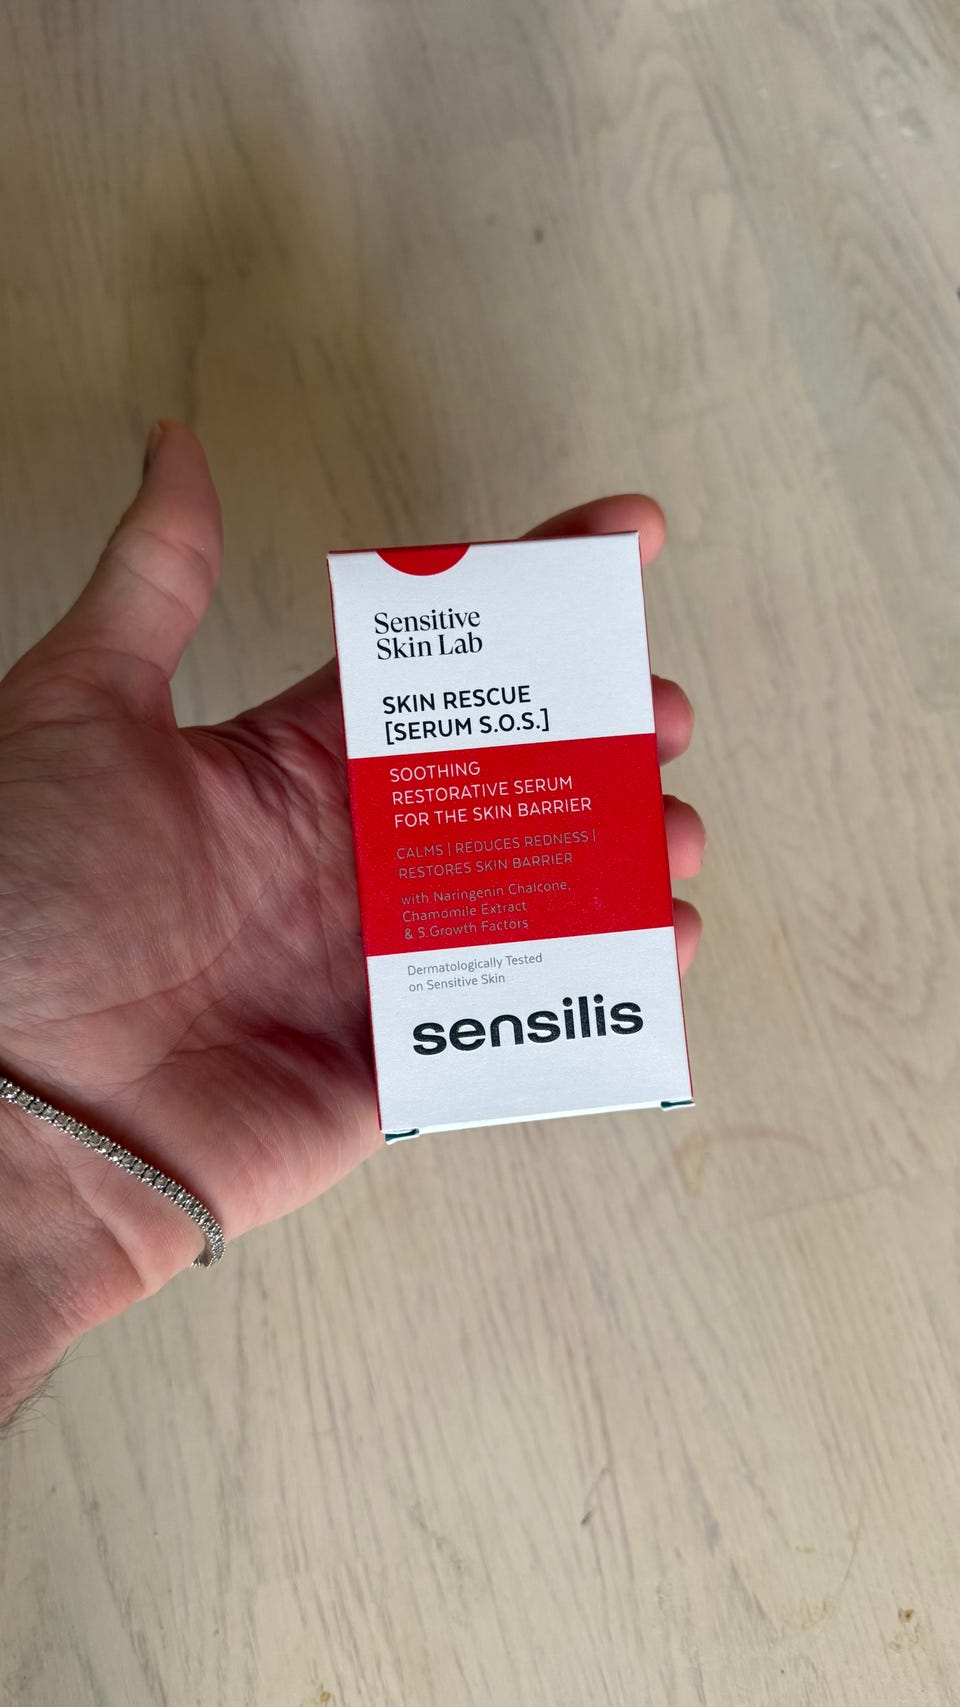 Sensitive
Skin Lab
SKIN RESCUE
[SERUM S.O.S.]
SOOTHING
RESTORATIVE SERUM
FOR THE SKIN BARRIER
CALMS | REDUCES REDNESS |
RESTORES SKIN BARRIER
with Naringenin Chalcone,
Chamomile Extract
& 5 Growth Factors
Dermatologically Tested
on Sensitive Skin
sensilis